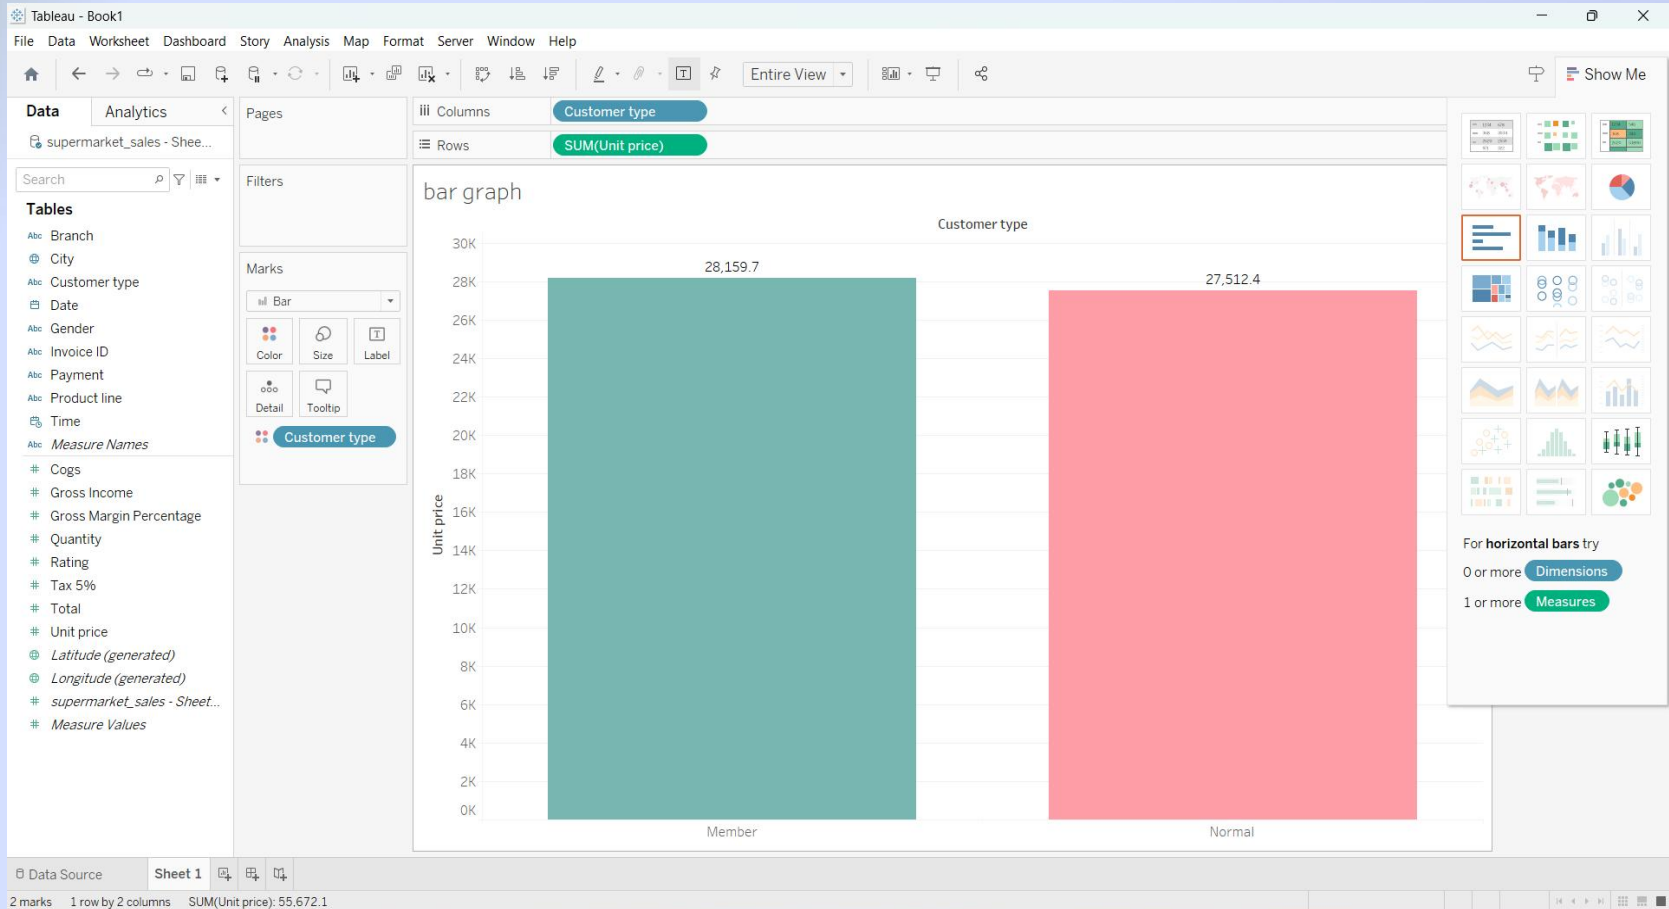 Tableau - Book1
File Data Worksheet Dashboard Story Analysis Map Format Server Window Help
Entire View
Show Me
Data
Analytics
supermarket_sales - Shee...
Search
Tables
Abc Branch
City
Abc Customer type
Date
Abc Gender
Abc Invoice ID
Abc Payment
Abc Product line
Time
Abc Measure Names
# Cogs
# Gross Income
# Gross Margin Percentage
# Quantity
# Rating
# Tax 5%
# Total
# Unit price
Latitude (generated)
Longitude (generated)
# supermarket_sales - Sheet...
# Measure Values
Pages
Filters
Marks
Bar
Color
Size
Label
Detail
Tooltip
Customer type
Columns
Customer type
Rows
SUM(Unit price)
bar graph
Customer type
Unit price
30K
28K
26K
24K
22K
20K
18K
16K
14K
12K
10K
8K
6K
4K
2K
0K
28,159.7
27,512.4
Member
Normal
For horizontal bars try
0 or more Dimensions
1 or more Measures
Data Source
Sheet 1
2 marks
1 row by 2 columns
SUM(Unit price): 55,672.1